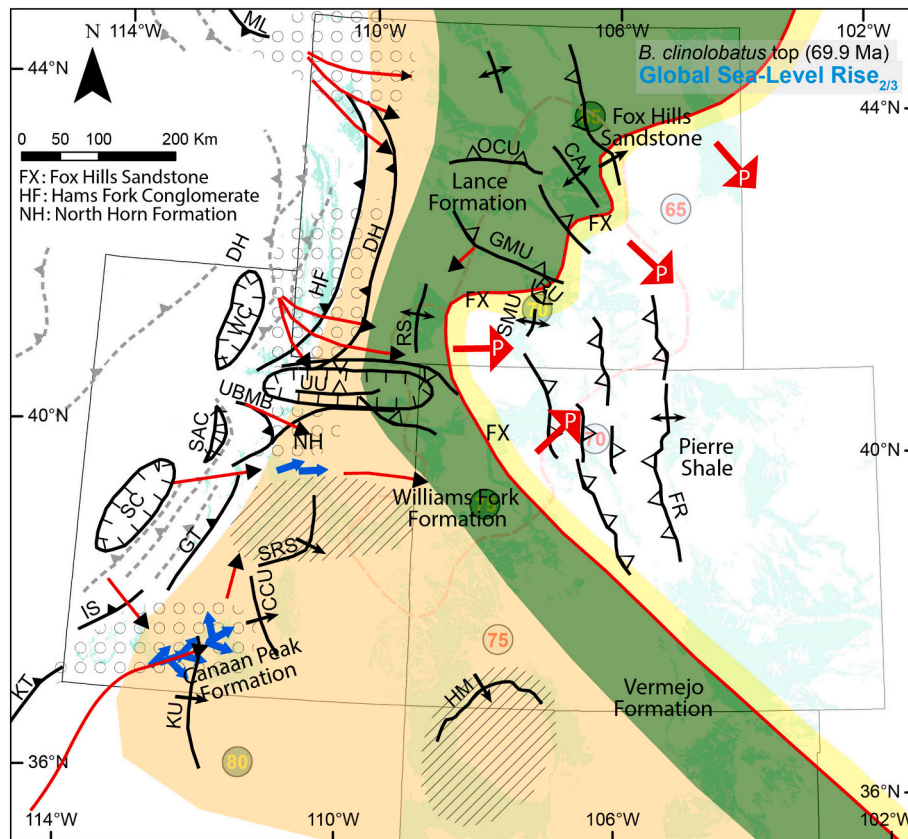 114°W
110°W
106°W
102°W
ML
N
B. clinolobatus top (69.9 Ma)
Global Sea-Level Rise2/3
44°N
44°N
0 50 100 200 Km
FX: Fox Hills Sandstone
HF: Hams Fork Conglomerate
NH: North Horn Formation
Fox Hills
Sandstone
OCU
CA
Lance
Formation
P
65
FX
DH
DH
GMU
P
HF
WC
FX
70
SMU
RS
P
UU
UBMB
40°N
SAC
NH
FX
P
70
40°N
Pierre
Shale
SC
Williams Fork
Formation
75
GT
FR
SRS
CCU
IS
75
Canaan Peak
Formation
KT
KU
HM
Vermejo
Formation
80
36°N
36°N
114°W
110°W
106°W
102°W